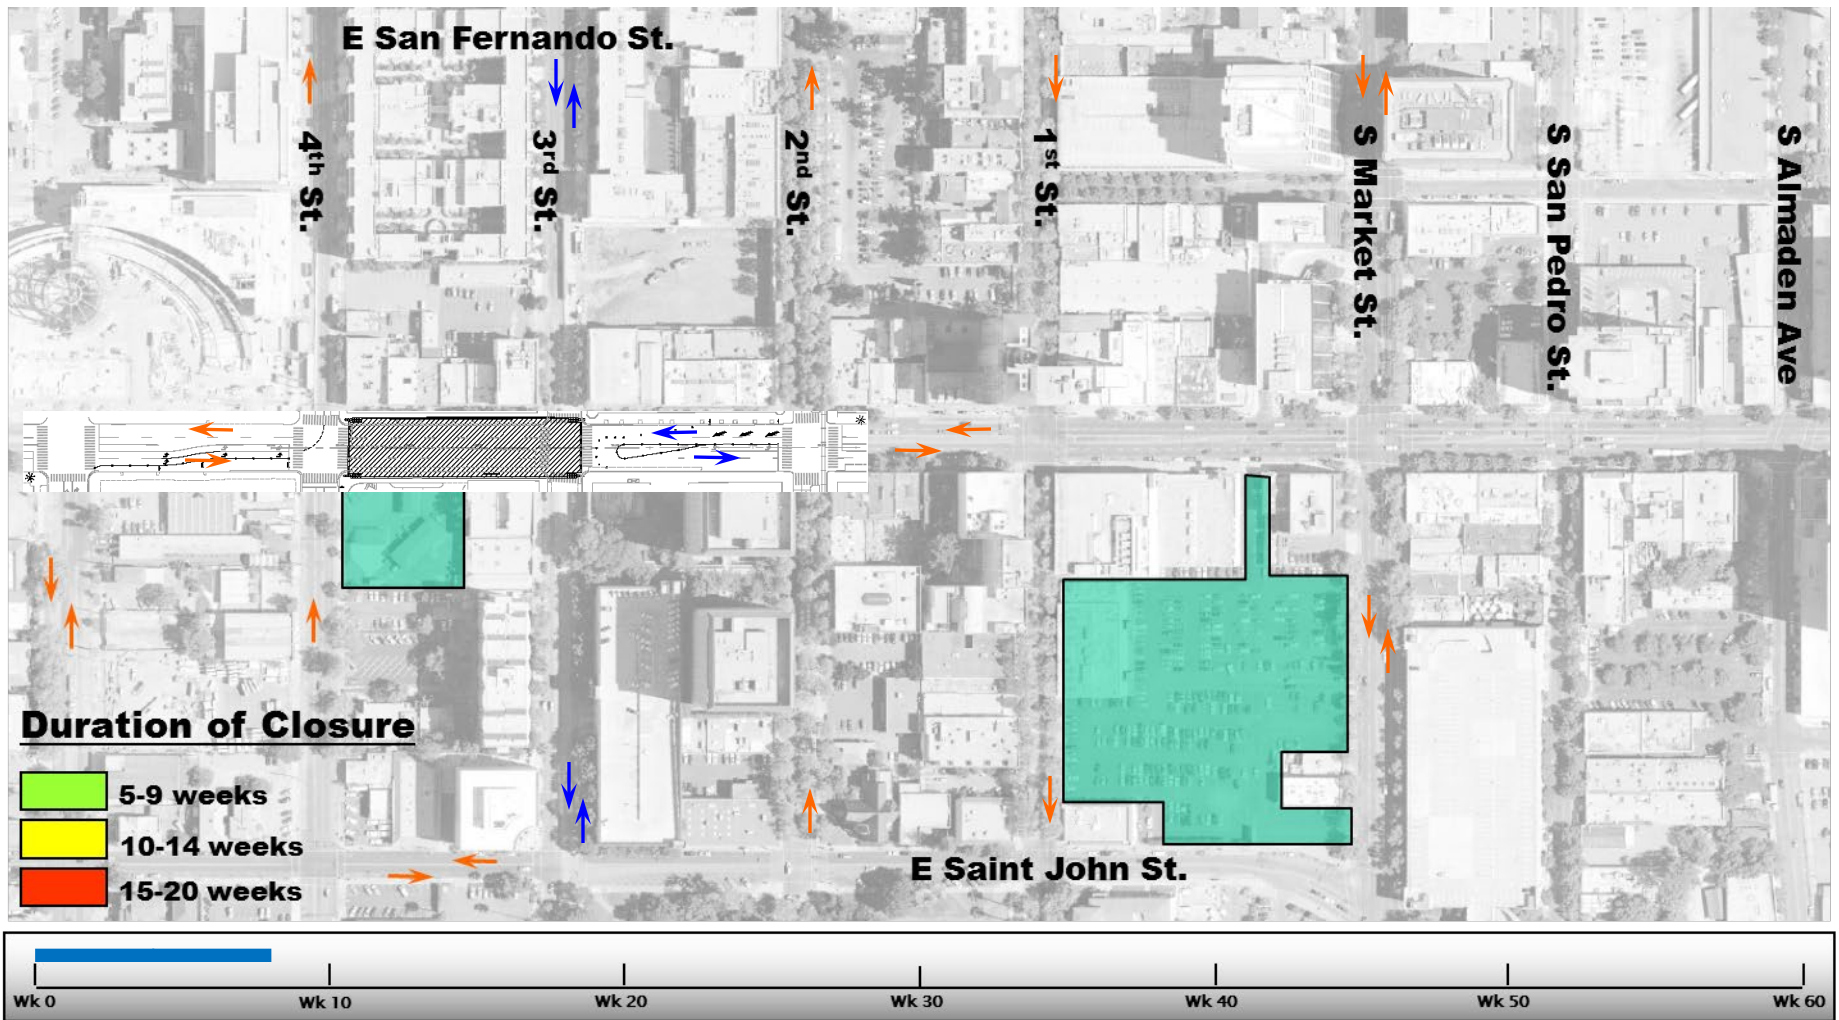 E San Fernando St.
4th St.
3rd St.
2nd St.
1st St.
S Market St.
S San Pedro St.
S Almaden Ave
Duration of Closure
5-9 weeks
10-14 weeks
15-20 weeks
E Saint John St.
Wk 0
Wk 10
Wk 20
Wk 30
Wk 40
Wk 50
Wk 60